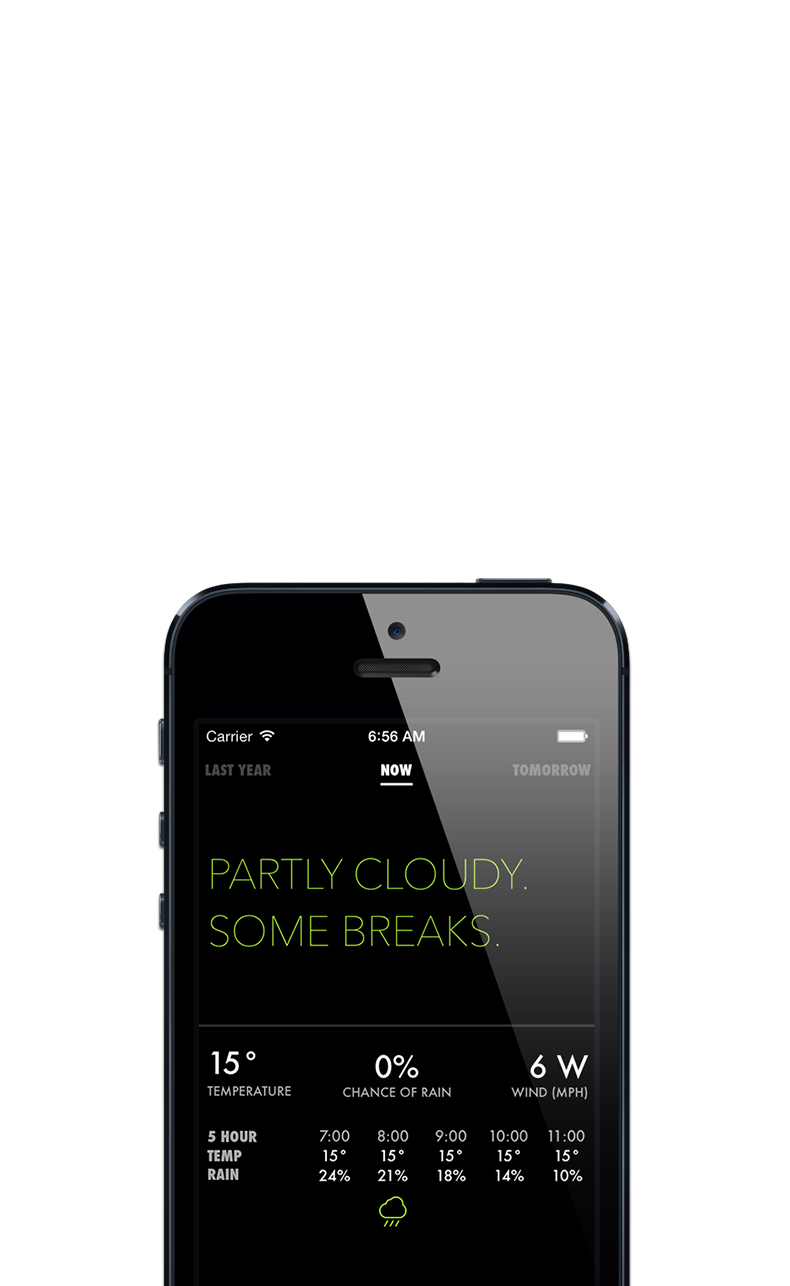 Carrier 6:56 AM
LAST YEAR NOW TOMORROW
PARTLY CLOUDY.
SOME BREAKS.
15° 0% 6 W
TEMPERATURE CHANCE OF RAIN WIND (MPH)
5 HOUR 7:00 8:00 9:00 10:00 11:00
TEMP 15° 15° 15° 15° 15°
RAIN 24% 21% 18% 14% 10%